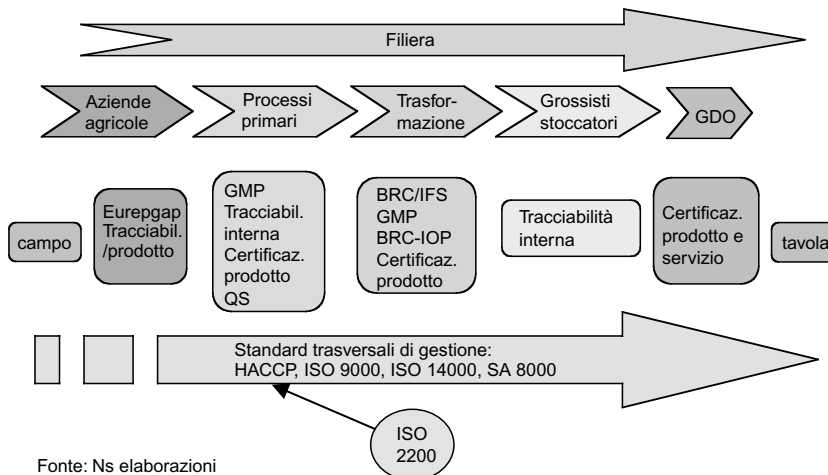 Filiera
Aziende
agricole
Processi
primari
Trasfor-
mazione
Grossisti
stoccatori
GDO
campo
Eurepgap
Tracciabil.
/prodotto
GMP
Tracciabil.
interna
Certificaz.
prodotto
QS
BRC/IFS
GMP
BRC-IOP
Certificaz.
prodotto
Tracciabilità
interna
Certificaz.
prodotto e
servizio
tavola
Standard trasversali di gestione:
HACCP, ISO 9000, ISO 14000, SA 8000
ISO
2200
Fonte: Ns elaborazioni